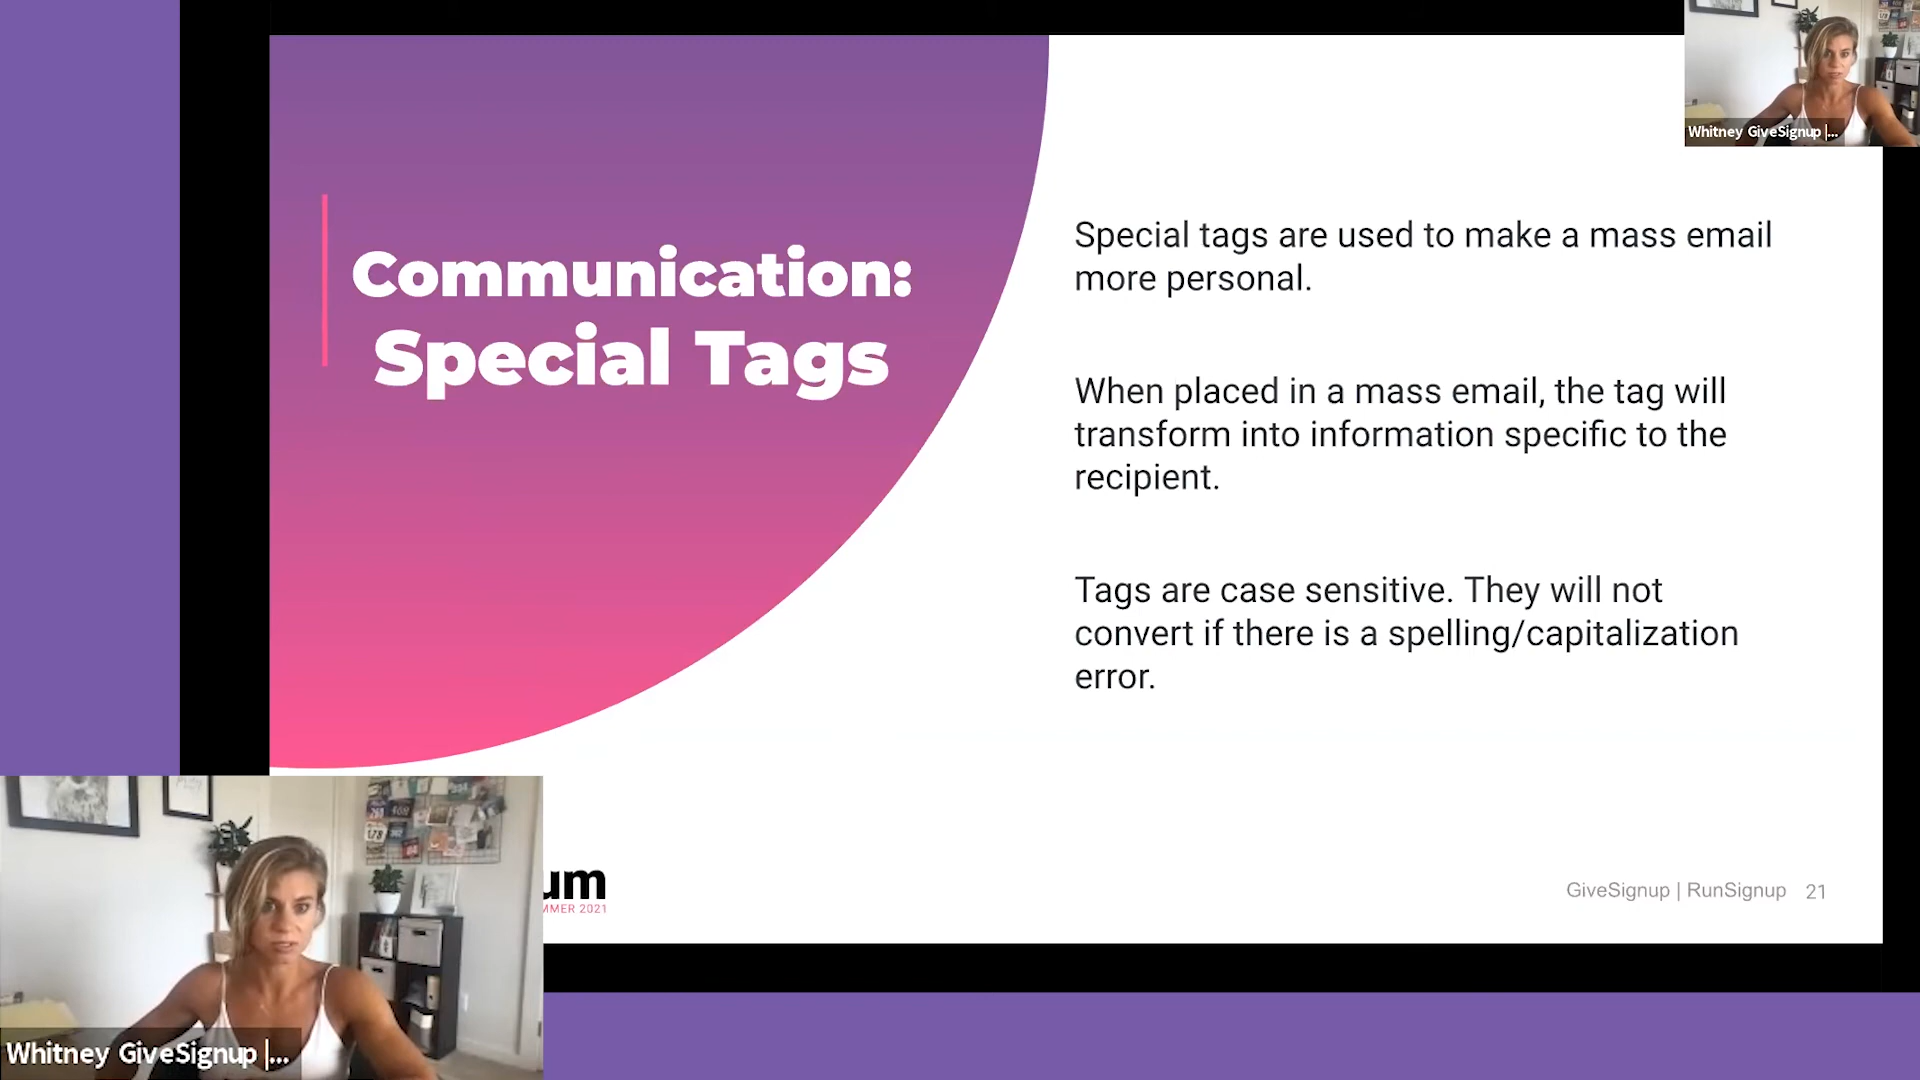 Whitney GiveSignup |...
Communication:
Special Tags
Special tags are used to make a mass email
more personal.
When placed in a mass email, the tag will
transform into information specific to the
recipient.
Tags are case sensitive. They will not
convert if there is a spelling/capitalization
error.
um
MMER 2021
GiveSignup | RunSignup 21
178
Whitney GiveSignup |...